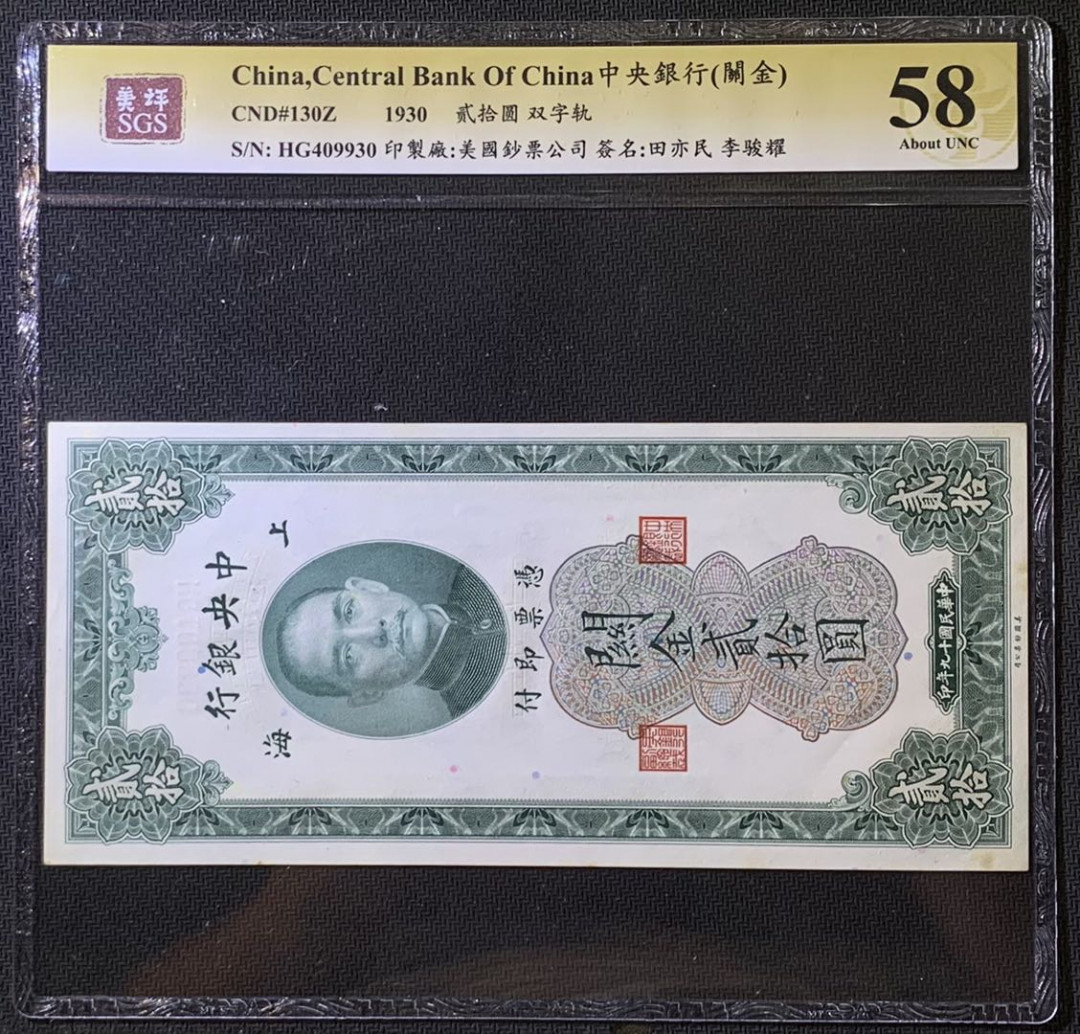 美评
SGS
China,Central Bank Of China中央銀行(關金)
CND#130Z 1930 貳拾圓 双字軌
S/N: HG409930 印製廠:美國鈔票公司 簽名:田亦民 李骏耀
58
About UNC
貳拾
貳拾
中央銀行
上
海
憑票即付
關金貳拾圓
中華民國十九年印
貳拾
貳拾